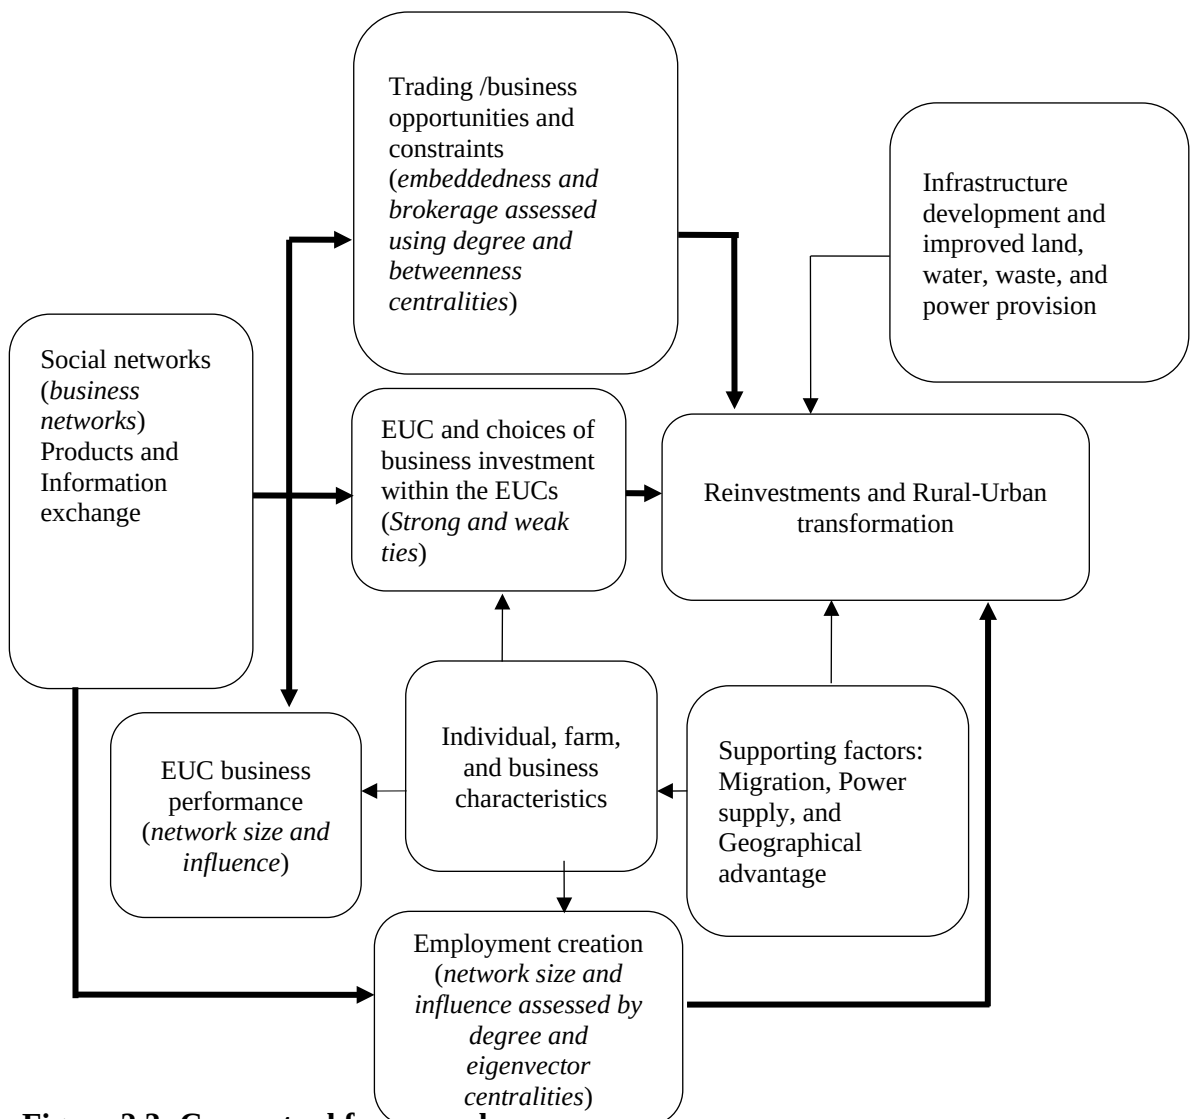 Trading /business
opportunities and
constraints
(embeddedness and
brokerage assessed
using degree and
betweenness
centralities)
Infrastructure
development and
improved land,
water, waste, and
power provision
Social networks
(business
networks)
Products and
Information
exchange
EUC and choices of
business investment
within the EUCs
(Strong and weak
ties)
Reinvestments and Rural-Urban
transformation
EUC business
performance
(network size and
influence)
Individual, farm,
and business
characteristics
Supporting factors:
Migration, Power
supply, and
Geographical
advantage
Employment creation
(network size and
influence assessed by
degree and
eigenvector
centralities)